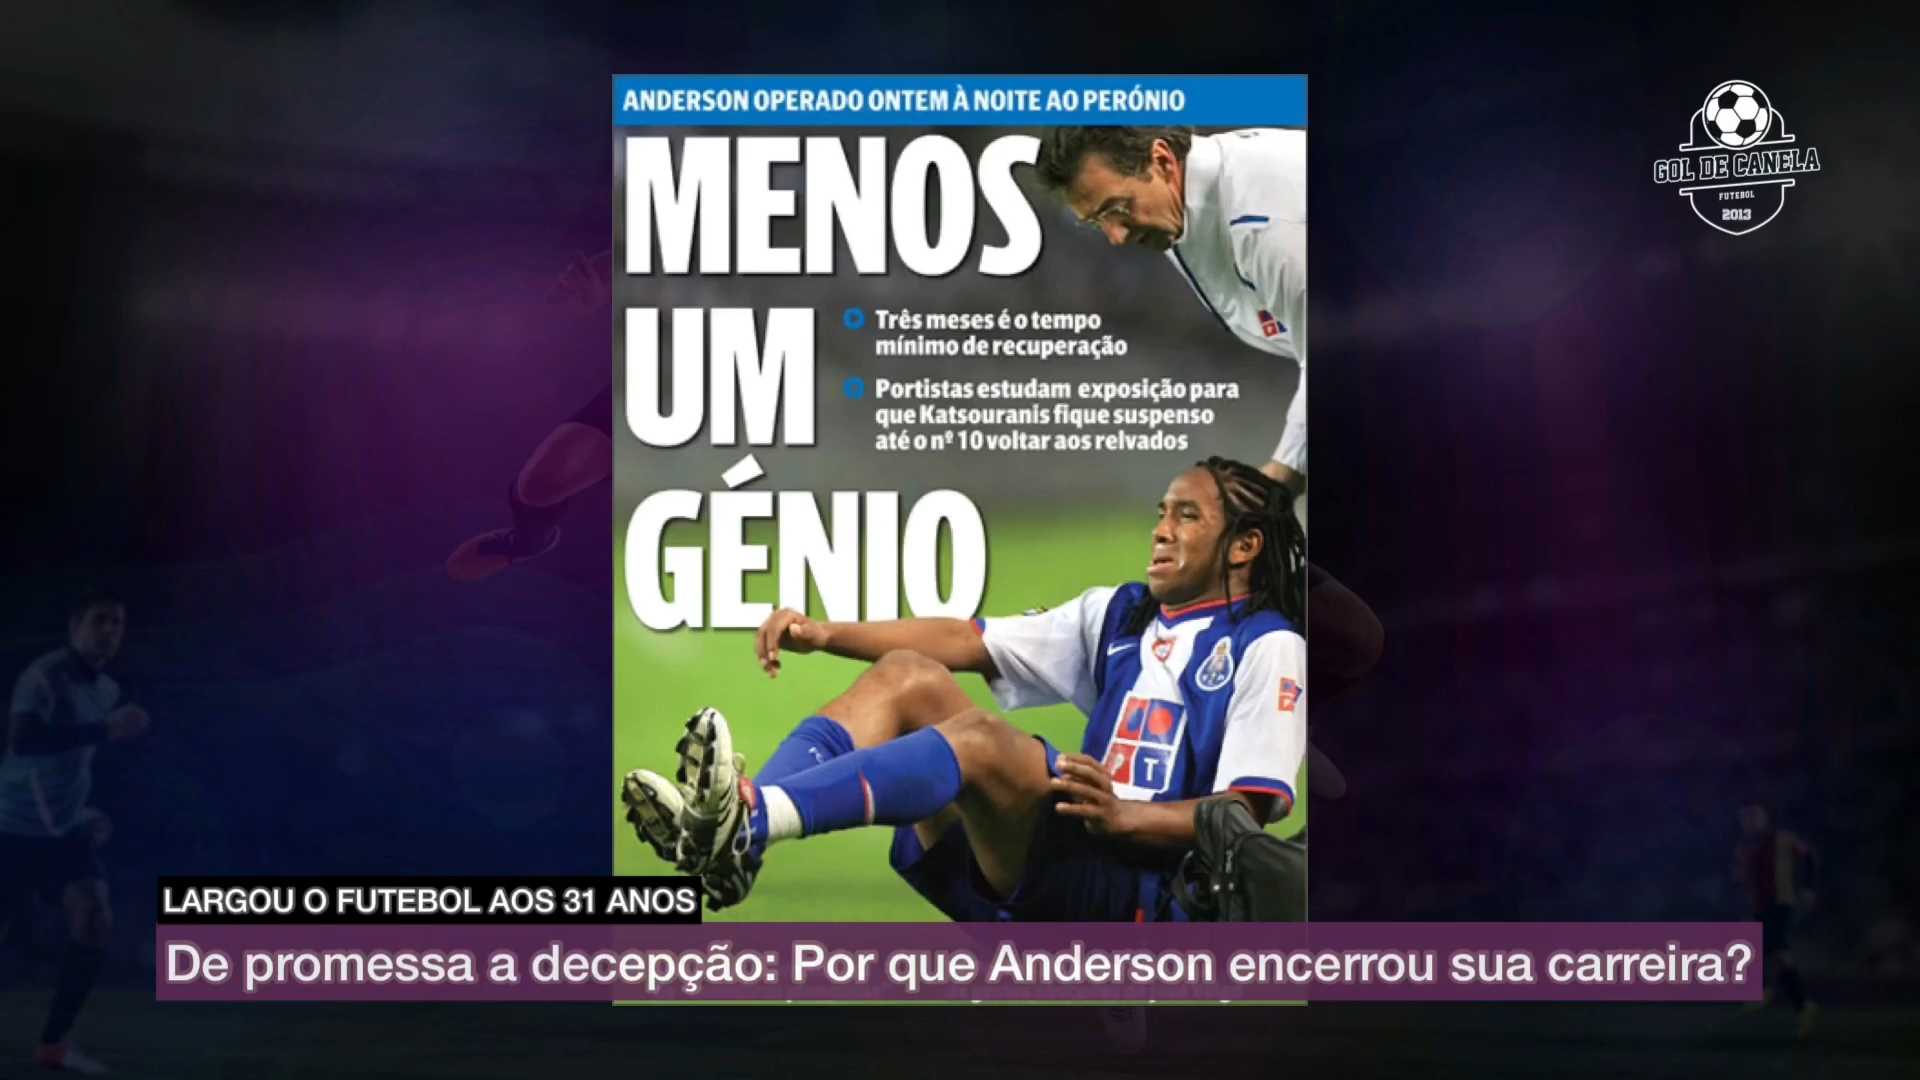 ANDERSON OPERADO ONTEM À NOITE AO PERÓNIO
MENOS
UM
GÉNIO
Três meses é o tempo
mínimo de recuperação
Portistas estudam exposição para
que Katsouranis fique suspenso
até o nº 10 voltar aos relvados
GOL DE CANELA
FUTEBOL
2013
PT
LARGOU O FUTEBOL AOS 31 ANOS
De promessa a decepção: Por que Anderson encerrou sua carreira?